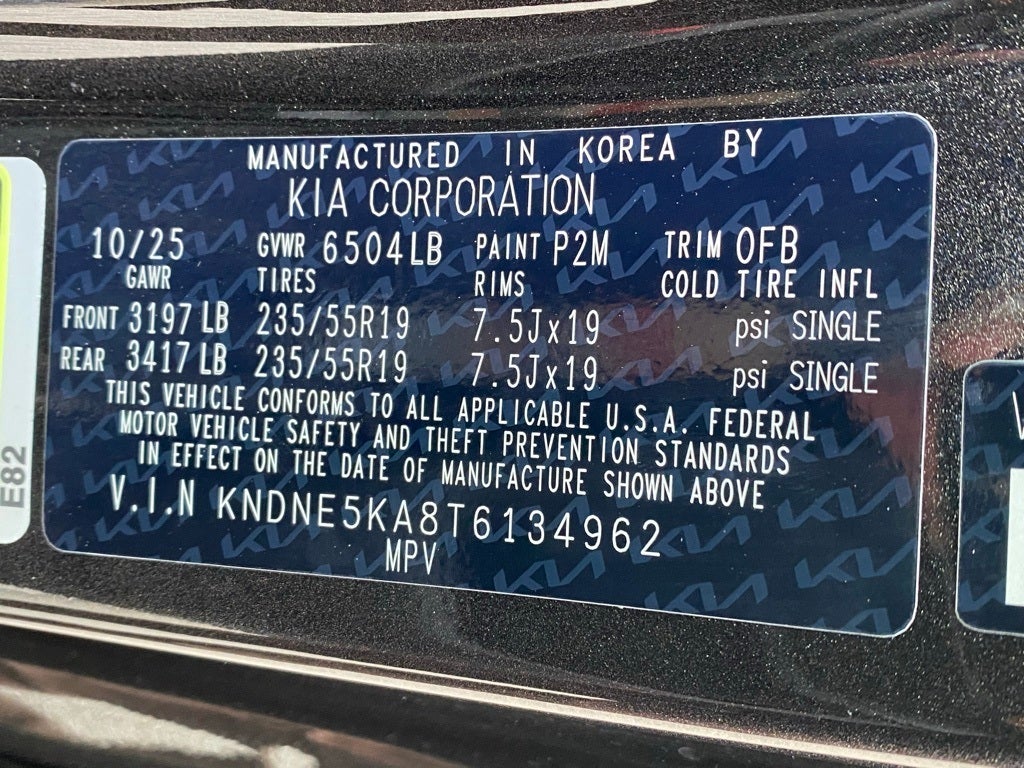 MANUFACTURED IN KOREA BY
KIA CORPORATION
10/25 GVWR 6504LB PAINT P2M TRIM OFB
GAWR TIRES RIMS COLD TIRE INFL
FRONT 3197 LB 235/55R19 7.5Jx19 psi SINGLE
REAR 3417 LB 235/55R19 7.5Jx19 psi SINGLE
THIS VEHICLE CONFORMS TO ALL APPLICABLE U.S.A. FEDERAL
MOTOR VEHICLE SAFETY AND THEFT PREVENTION STANDARDS
IN EFFECT ON THE DATE OF MANUFACTURE SHOWN ABOVE
V.I.N KNDNE5KA8T6134962
MPV
E82